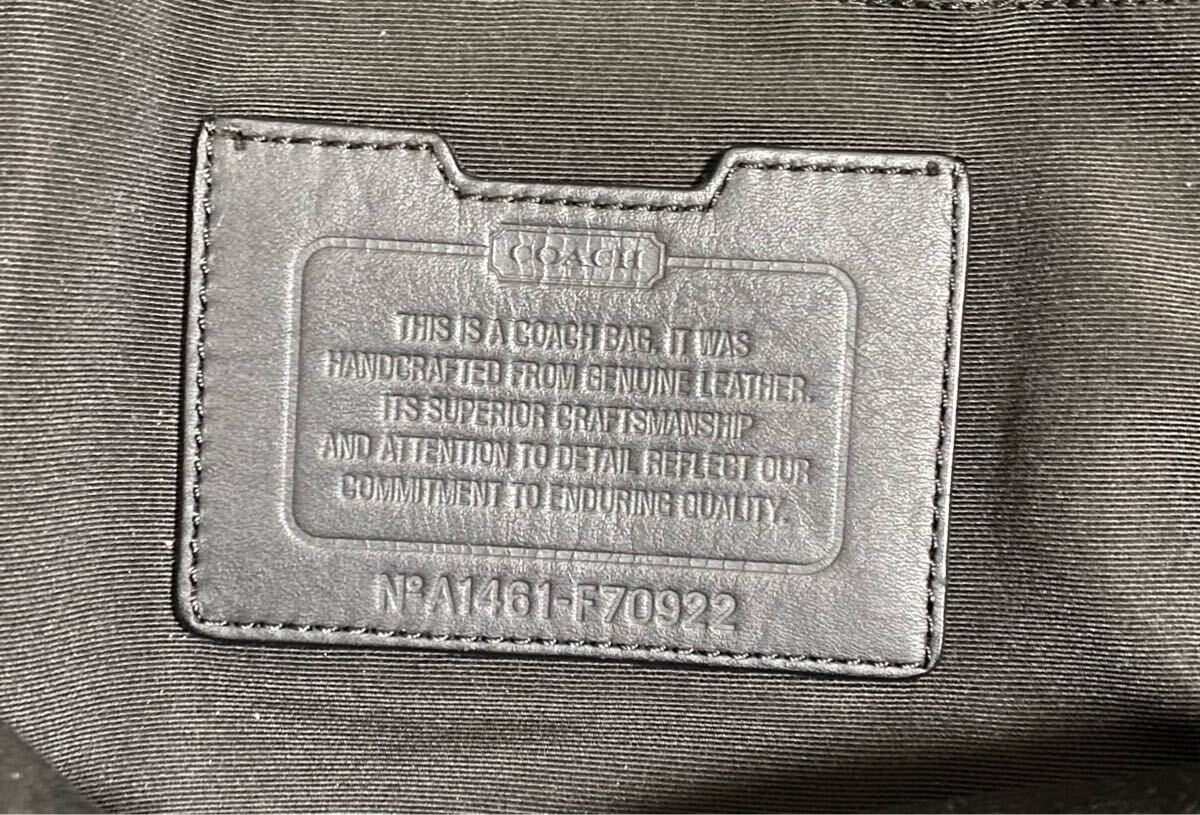 COACH
THIS IS A COACH BAG. IT WAS
HANDCRAFTED FROM GENUINE LEATHER.
ITS SUPERIOR CRAFTSMANSHIP
AND ATTENTION TO DETAIL REFLECT OUR
COMMITMENT TO ENDURING QUALITY.
Nº A1461-F70922